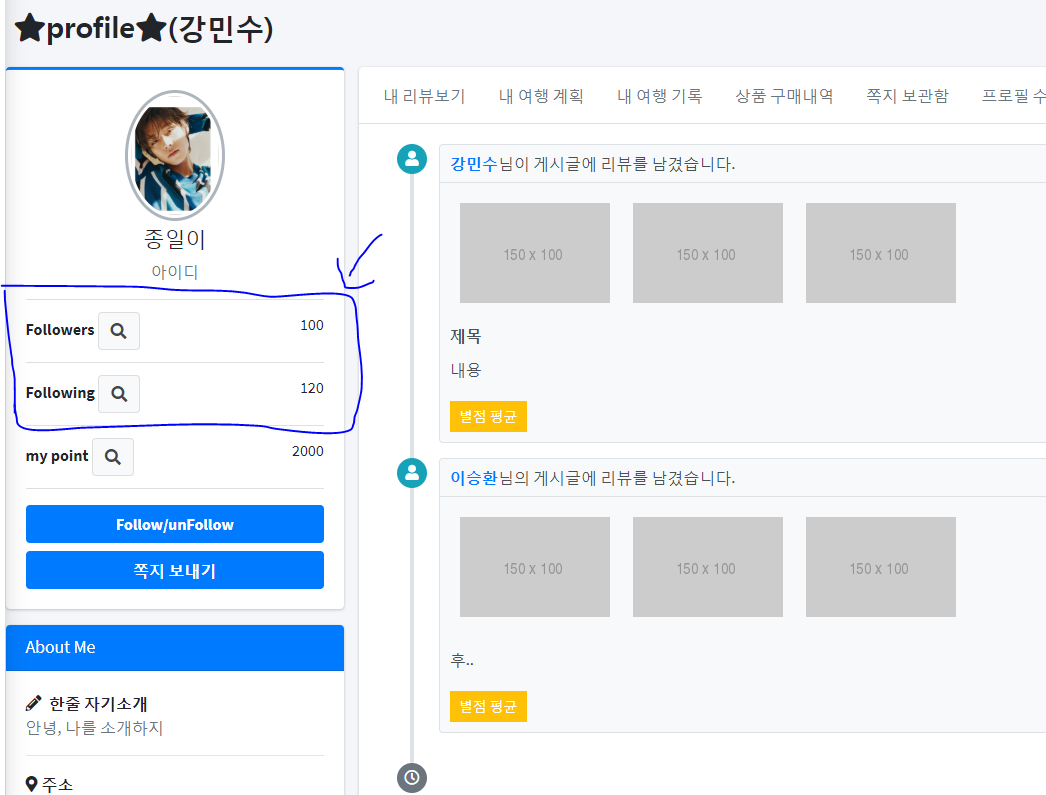 ★profile★(강민수)
종일이
아이디
Followers 100
Following 120
my point 2000
Follow/unFollow
쪽지 보내기
About Me
한줄 자기소개
안녕, 나를 소개하지
주소
내 리뷰보기 내 여행 계획 내 여행 기록 상품 구매내역 쪽지 보관함 프로필 수
강민수님이 게시글에 리뷰를 남겼습니다.
150 x 100 150 x 100 150 x 100
제목
내용
별점 평균
이승환님의 게시글에 리뷰를 남겼습니다.
150 x 100 150 x 100 150 x 100
후..
별점 평균